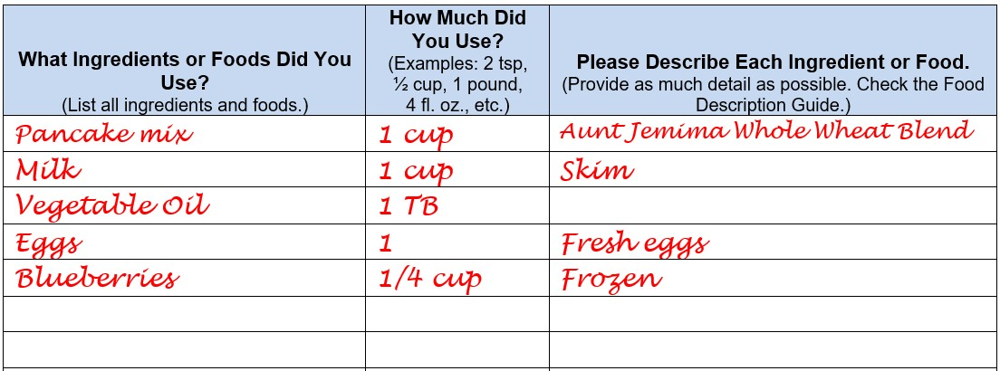 What Ingredients or Foods Did You
Use?
(List all ingredients and foods.)
How Much Did
You Use?
(Examples: 2 tsp,
½ cup, 1 pound,
4 fl. oz., etc.)
Please Describe Each Ingredient or Food.
(Provide as much detail as possible. Check the Food
Description Guide.)
Pancake mix 1 cup Aunt Jemima Whole Wheat Blend
Milk 1 cup Skim
Vegetable Oil 1 TB
Eggs 1 Fresh eggs
Blueberries 1/4 cup Frozen